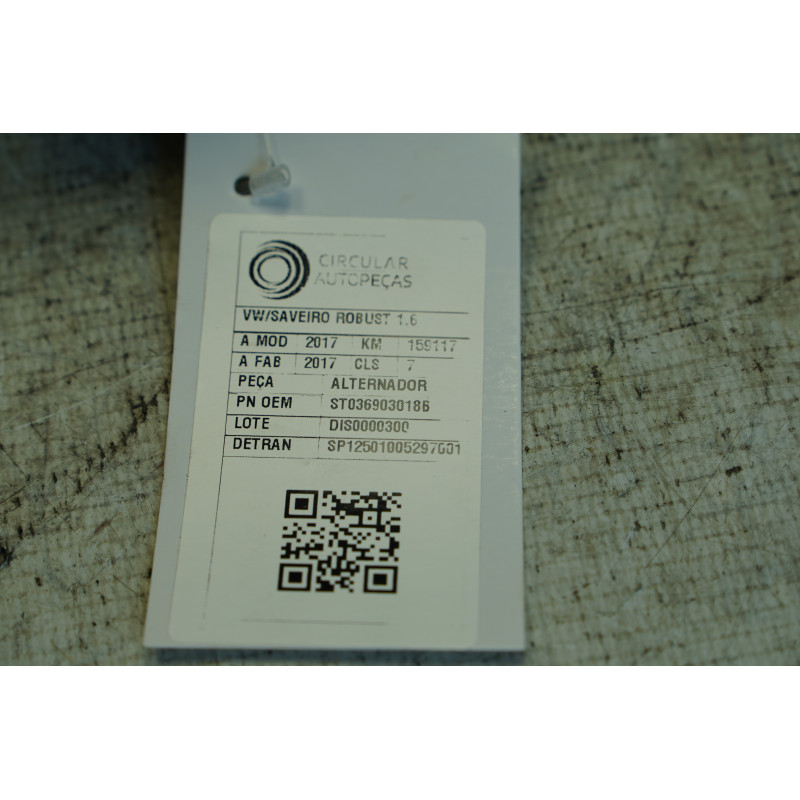 CIRCULAR
AUTOPEÇAS
VW/SAVEIRO ROBUST 1.6
A MOD 2017 KM 159117
A FAB 2017 CLS 7
PEÇA ALTERNADOR
PN OEM ST036903018B
LOTE DIS0000300
DETRAN SP12501005297001